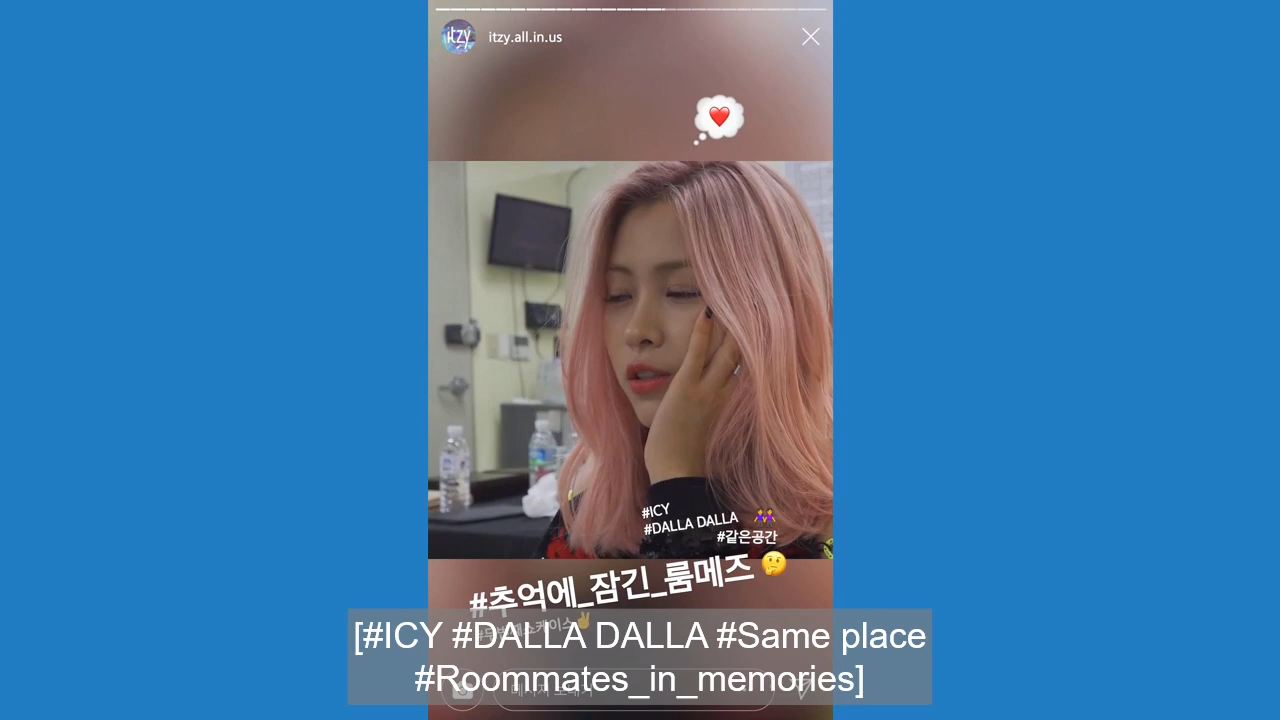 itzy
itzy.all.in.us
#ICY
#DALLA DALLA
#같은공간
#추억에_잠긴_룸메즈
[#ICY #DALLA DALLA #Same place
#Roommates_in_memories]